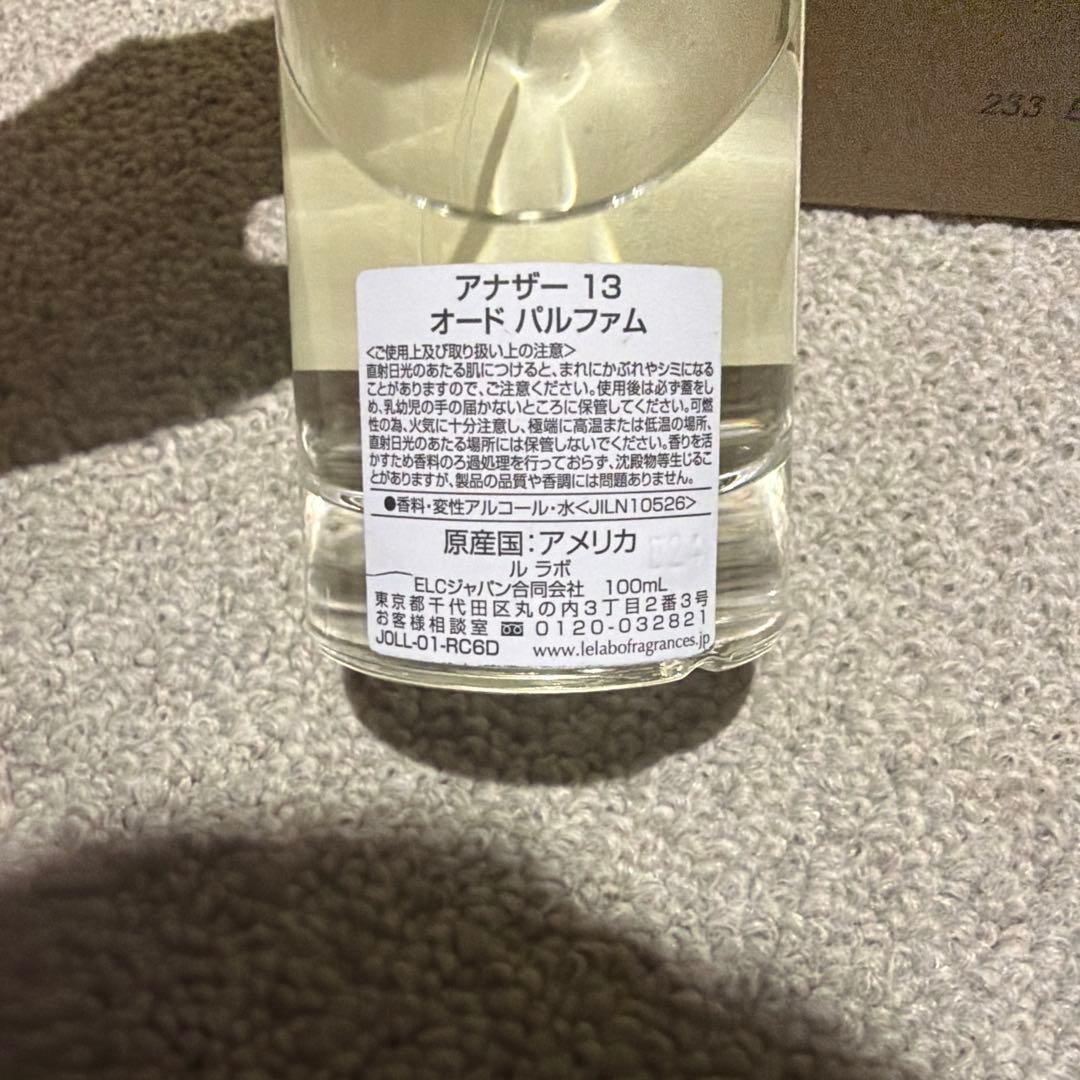 233
アナザー 13
オード パルファム
<ご使用上及び取り扱い上の注意>
直射日光のあたる肌につけると、まれにかぶれやシミになる
ことがありますので、ご注意ください。使用後は必ず蓋をし
め、乳幼児の手の届かないところに保管してください。可燃
性の為、火気に十分注意し、極端に高温または低温の場所、
直射日光のあたる場所には保管しないでください。香りを活
かすため香料のろ過処理を行っておらず、沈殿物等生じるこ
とがありますが、製品の品質や香調には問題ありません。
●香料・変性アルコール・水<JILN10526>
原産国:アメリカ
ル ラボ
ELCジャパン合同会社 100mL
東京都千代田区丸の内3丁目2番3号
お客様相談室 0120-032821
J0LL-01-RC6D www.lelabofragrances.jp